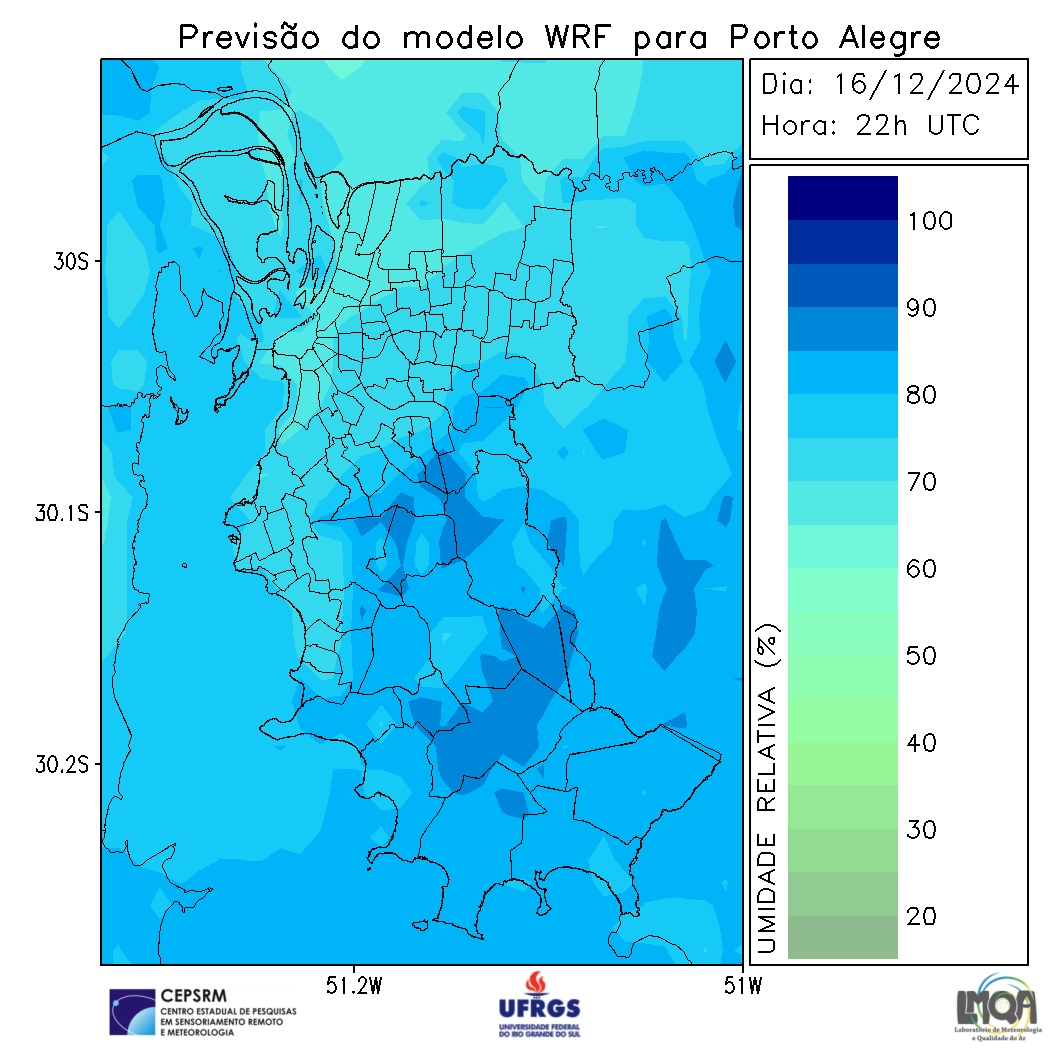 Previsão do modelo WRF para Porto Alegre
Dia: 16/12/2024
Hora: 22h UTC
30S
30.1S
30.2S
51.2W
51W
100
90
80
70
60
50
40
30
20
UMIDADE RELATIVA (%)
CEPSRM
CENTRO ESTADUAL DE PESQUISAS
EM SENSORIAMENTO REMOTO
E METEOROLOGIA
UFRGS
UNIVERSIDADE FEDERAL
DO RIO GRANDE DO SUL
LMQA
Laboratório de Meteorologia
e Qualidade do Ar